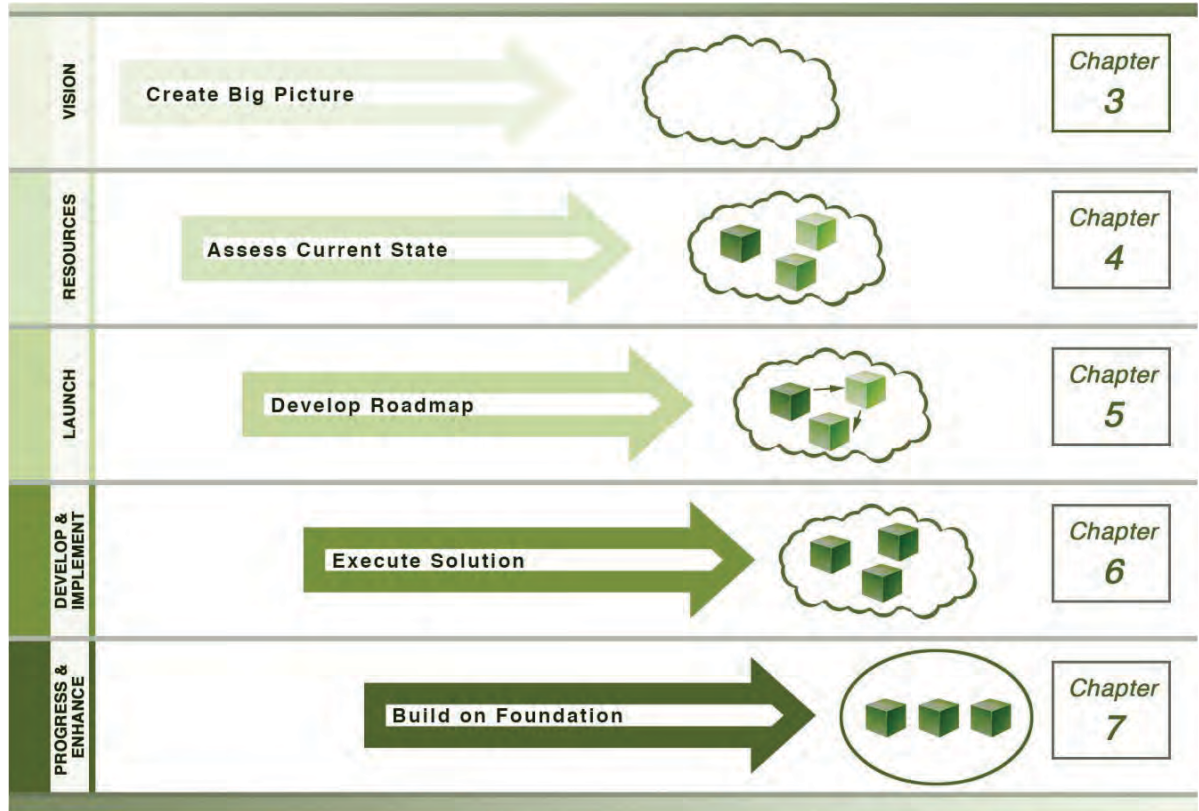 VISION
Create Big Picture
Chapter
3
RESOURCES
Assess Current State
Chapter
4
LAUNCH
Develop Roadmap
Chapter
5
DEVELOP &
IMPLEMENT
Execute Solution
Chapter
6
PROGRESS &
ENHANCE
Build on Foundation
Chapter
7